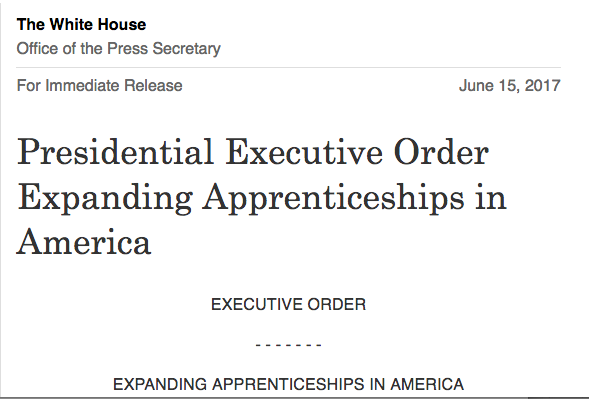 The White House
Office of the Press Secretary
For Immediate Release June 15, 2017
Presidential Executive Order
Expanding Apprenticeships in
America
EXECUTIVE ORDER
- - - - - - -
EXPANDING APPRENTICESHIPS IN AMERICA